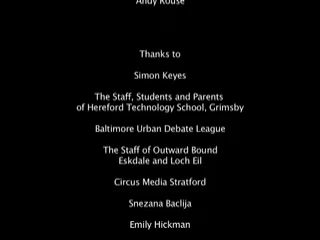 Andy Rouse
Thanks to
Simon Keyes
The Staff, Students and Parents
of Hereford Technology School, Grimsby
Baltimore Urban Debate League
The Staff of Outward Bound
Eskdale and Loch Eil
Circus Media Stratford
Snezana Baclija
Emily Hickman